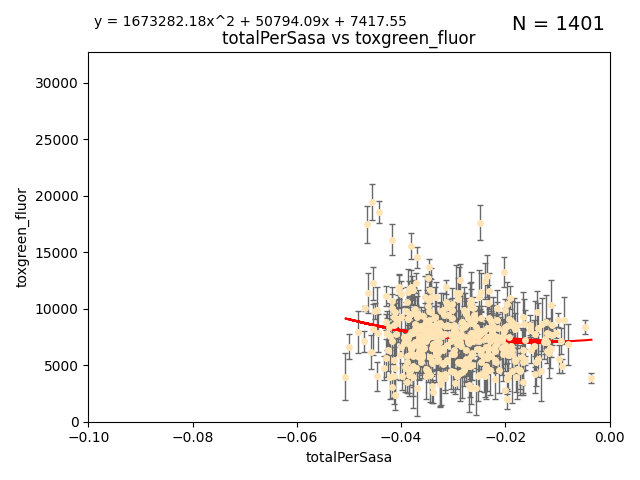 y = 1673282.18x^2 + 50794.09x + 7417.55
N = 1401
totalPerSasa vs toxgreen_fluor
30000
25000
20000
15000
10000
5000
0
toxgreen_fluor
−0.10
−0.08
−0.06
−0.04
−0.02
0.00
totalPerSasa